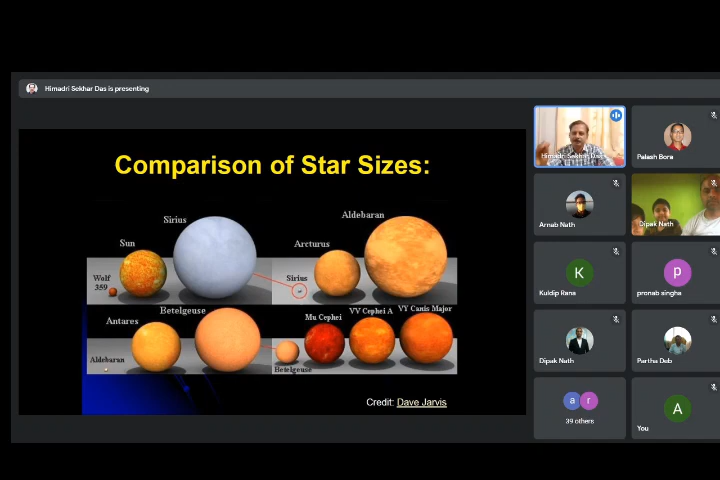 Himadri Sekhar Das is presenting
Comparison of Star Sizes:
Sirius
Aldebaran
Sun
Arcturus
Wolf
359
Sirius
Betelgeuse
Antares
Mu Cephei
VV Cephei A
VY Canis Major
Aldebaran
Betelgeuse
Credit: Dave Jarvis
Himadri Sekhar Das
Palash Bora
Arnab Nath
Dipak Nath
K
Kuldip Rana
p
pronab singha
Dipak Nath
Partha Deb
a
r
39 others
A
You